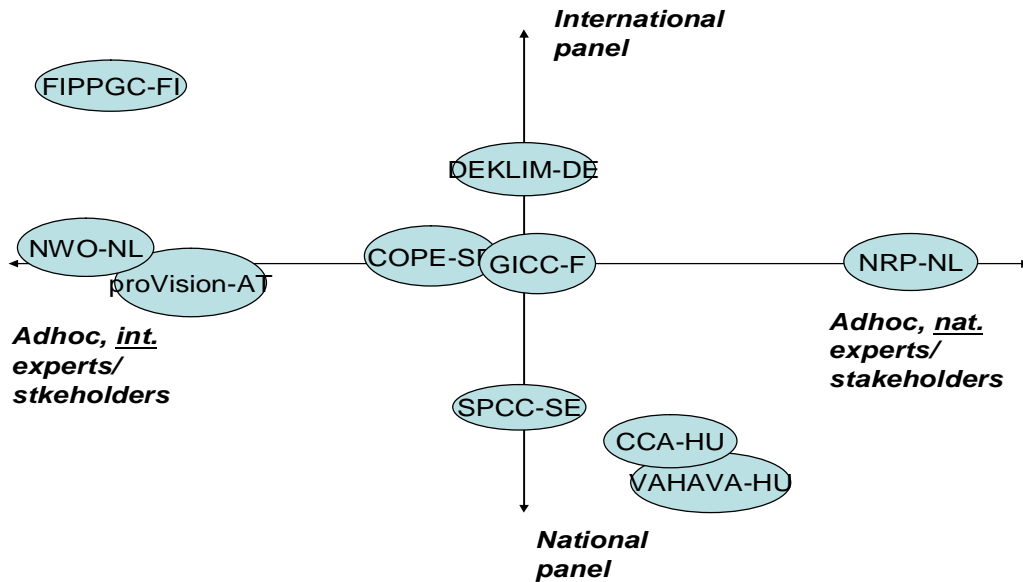 International
panel
FIPPGC-FI
DEKLIM-DE
NWO-NL
COPE-SE
GICC-F
NRP-NL
proVision-AT
Adhoc, int.
experts/
stkeholders
Adhoc, nat.
experts/
stakeholders
SPCC-SE
CCA-HU
VAHAVA-HU
National
panel